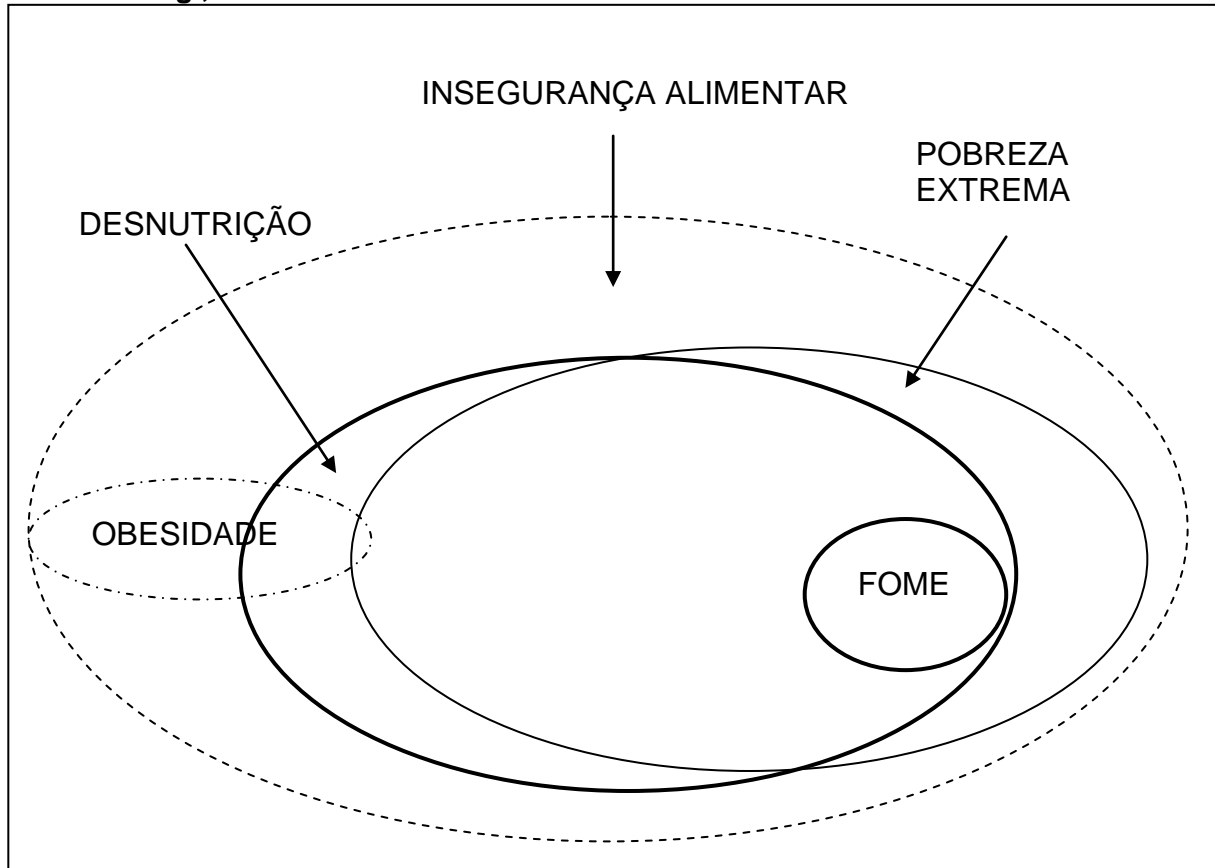 INSEGURANÇA ALIMENTAR
POBREZA
EXTREMA
DESNUTRIÇÃO
OBESIDADE
FOME